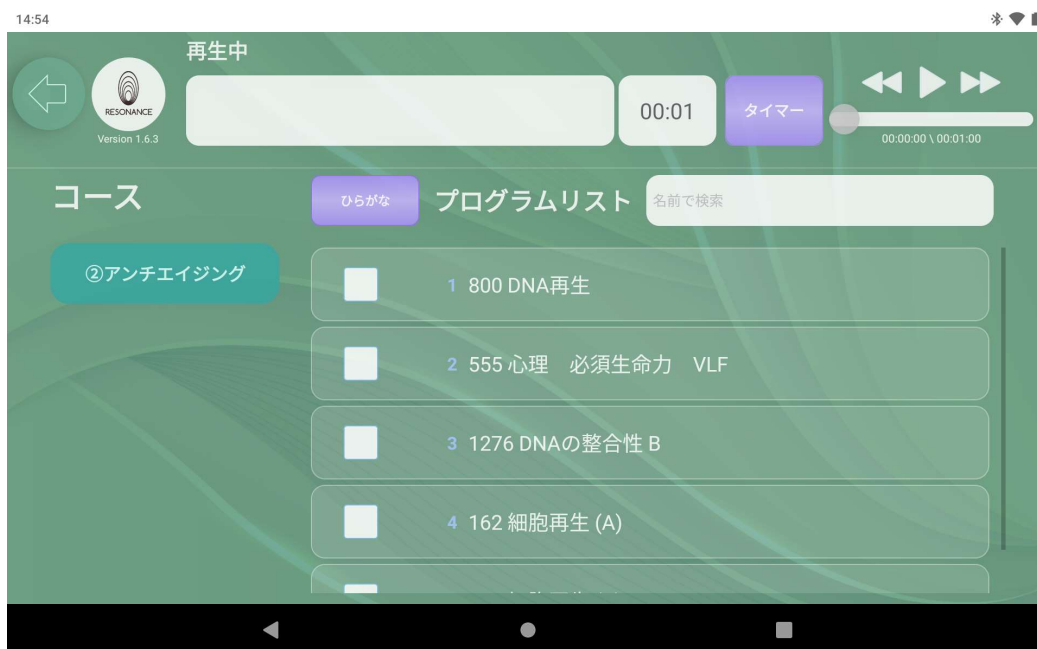 14:54
再生中
RESONANCE
Version 1.6.3
00:01
タイマー
00:00:00 \ 00:01:00
コース
ひらがな
プログラムリスト
名前で検索
②アンチエイジング
1 800 DNA再生
2 555 心理　必須生命力　VLF
3 1276 DNAの整合性 B
4 162 細胞再生 (A)